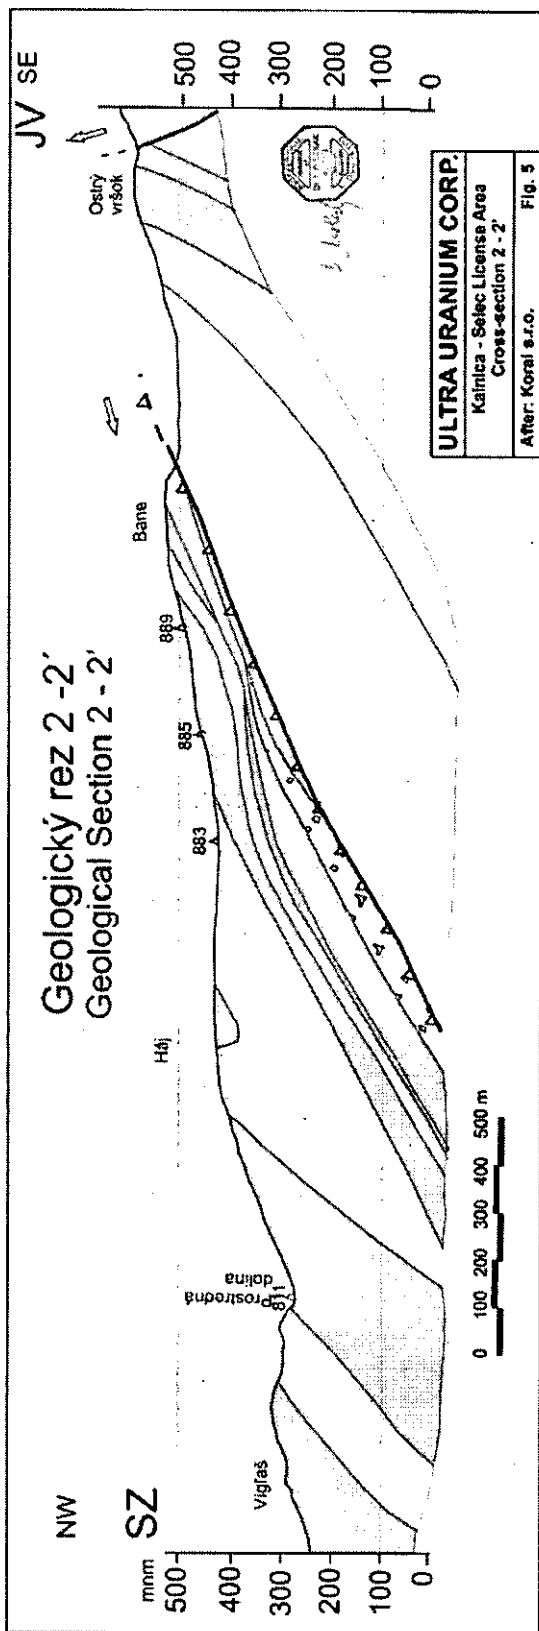 Geologický rez 2 -2´
Geological Section 2 - 2'
NW
SZ
JV SE
mnm
500
400
300
200
100
0
500
400
300
200
100
0
Vígľaš
Prostredná
dolina
811
Háj
883
885
889
Bane
Ostrý
vŕšok
0 100 200 300 400 500 m
ULTRA URANIUM CORP.
Kalnica - Selec License Area
Cross-section 2 - 2'
After: Koral s.r.o. Fig. 5